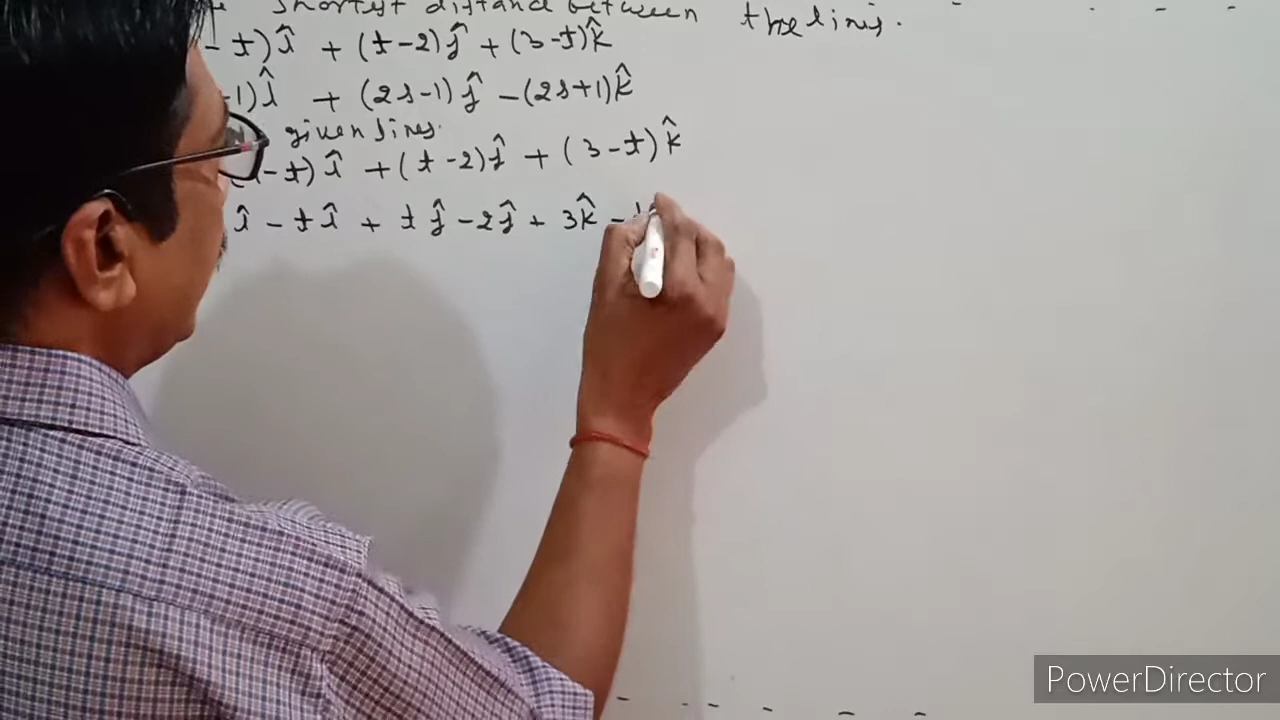 shortest distance between the lines.
- t)î + (t-2)ĵ + (3-t)k̂
-1)î + (2s-1)ĵ - (2s+1)k̂
given lines.
-t)î + (t-2)ĵ + (3-t)k̂
î - tî + tĵ - 2ĵ + 3k̂ - t
PowerDirector